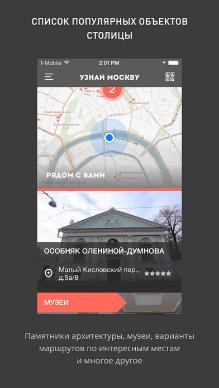 СПИСОК ПОПУЛЯРНЫХ ОБЪЕКТОВ
СТОЛИЦЫ
T-Mobile 2:01 PM
УЗНАЙ МОСКВУ
2
РЯДОМ С ВАМИ
ОСОБНЯК ОЛЕНИНОЙ-ДУМНОВА
Малый Кисловский пер.,
д.5а/8
МУЗЕИ
Памятники архитектуры, музеи, варианты
маршрутов по интересным местам
и многое другое